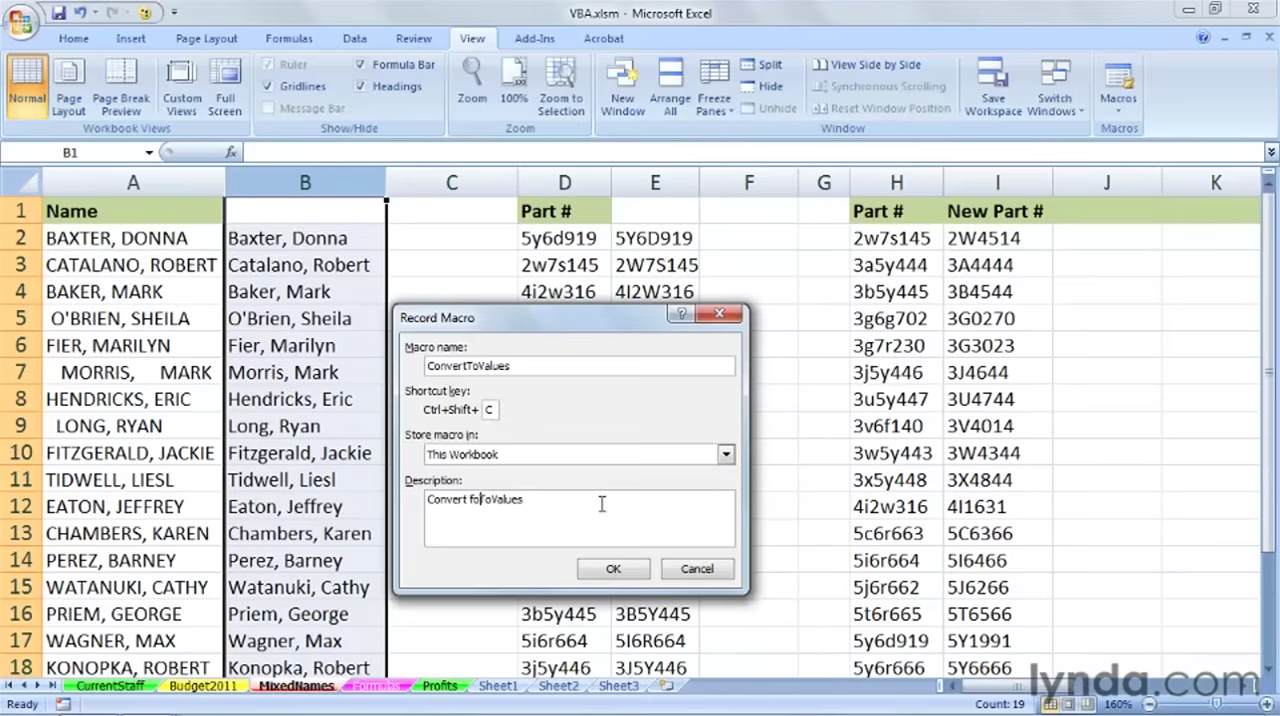 VBA.xlsm - Microsoft Excel
Home Insert Page Layout Formulas Data Review View Add-Ins Acrobat
Normal Page Layout Page Break Preview Custom Views Full Screen
Workbook Views
Ruler Formula Bar
Gridlines Headings
Message Bar
Show/Hide
Zoom 100% Zoom to Selection
Zoom
New Window Arrange All Freeze Panes
Split View Side by Side
Hide Synchronous Scrolling
Unhide Reset Window Position
Save Workspace Switch Windows
Window
Macros
Macros
B1 fx
A B C D E F G H I J K
1 Name Part # Part # New Part #
2 BAXTER, DONNA Baxter, Donna 5y6d919 5Y6D919 2w7s145 2W4514
3 CATALANO, ROBERT Catalano, Robert 2w7s145 2W7S145 3a5y444 3A4444
4 BAKER, MARK Baker, Mark 4i2w316 4I2W316 3b5y445 3B4544
5 O'BRIEN, SHEILA O'Brien, Sheila 3g6g702 3G0270
6 FIER, MARILYN Fier, Marilyn 3g7r230 3G3023
7 MORRIS, MARK Morris, Mark 3j5y446 3J4644
8 HENDRICKS, ERIC Hendricks, Eric 3u5y447 3U4744
9 LONG, RYAN Long, Ryan 3v6f140 3V4014
10 FITZGERALD, JACKIE Fitzgerald, Jackie 3w5y443 3W4344
11 TIDWELL, LIESL Tidwell, Liesl 3x5y448 3X4844
12 EATON, JEFFREY Eaton, Jeffrey 4i2w316 4I1631
13 CHAMBERS, KAREN Chambers, Karen 5c6r663 5C6366
14 PEREZ, BARNEY Perez, Barney 5i6r664 5I6466
15 WATANUKI, CATHY Watanuki, Cathy 5j6r662 5J6266
16 PRIEM, GEORGE Priem, George 3b5y445 3B5Y445 5t6r665 5T6566
17 WAGNER, MAX Wagner, Max 5i6r664 5I6R664 5y6d919 5Y1991
18 KONOPKA, ROBERT Konopka, Robert 3j5y446 3J5Y446 5y6r666 5Y6666
Record Macro
Macro name:
ConvertToValues
Shortcut key:
Ctrl+Shift+ C
Store macro in:
This Workbook
Description:
Convert foToValues
OK Cancel
CurrentStaff Budget2011 MixedNames Formulas Profits Sheet1 Sheet2 Sheet3
Ready Count: 19 160%
lynda.com